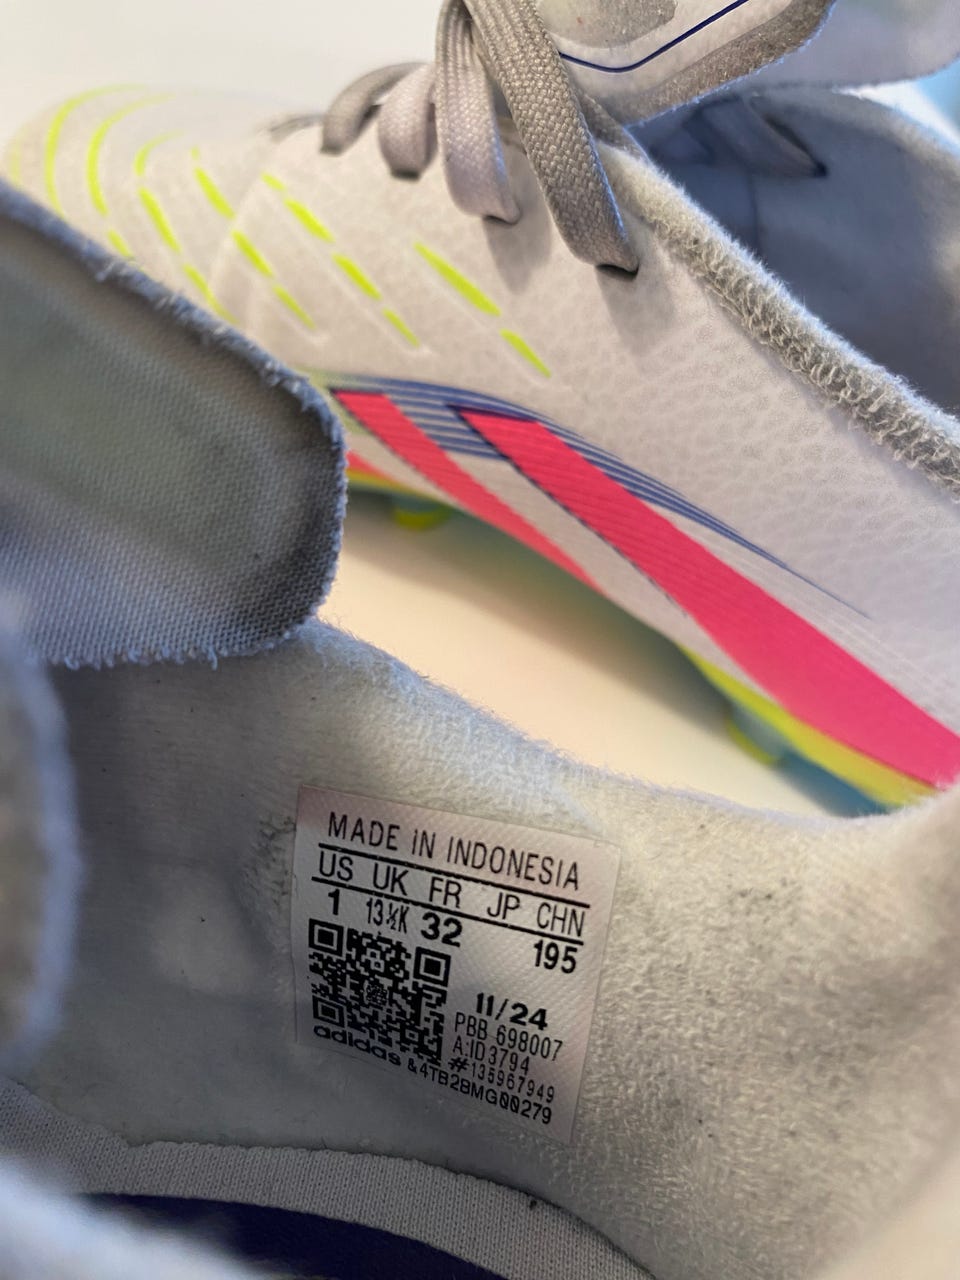 MADE IN INDONESIA
US UK FR JP CHN
1 13½K 32 195
11/24
PBB 698007
A:ID3794
#135967949
adidas &4TB2BMG00279